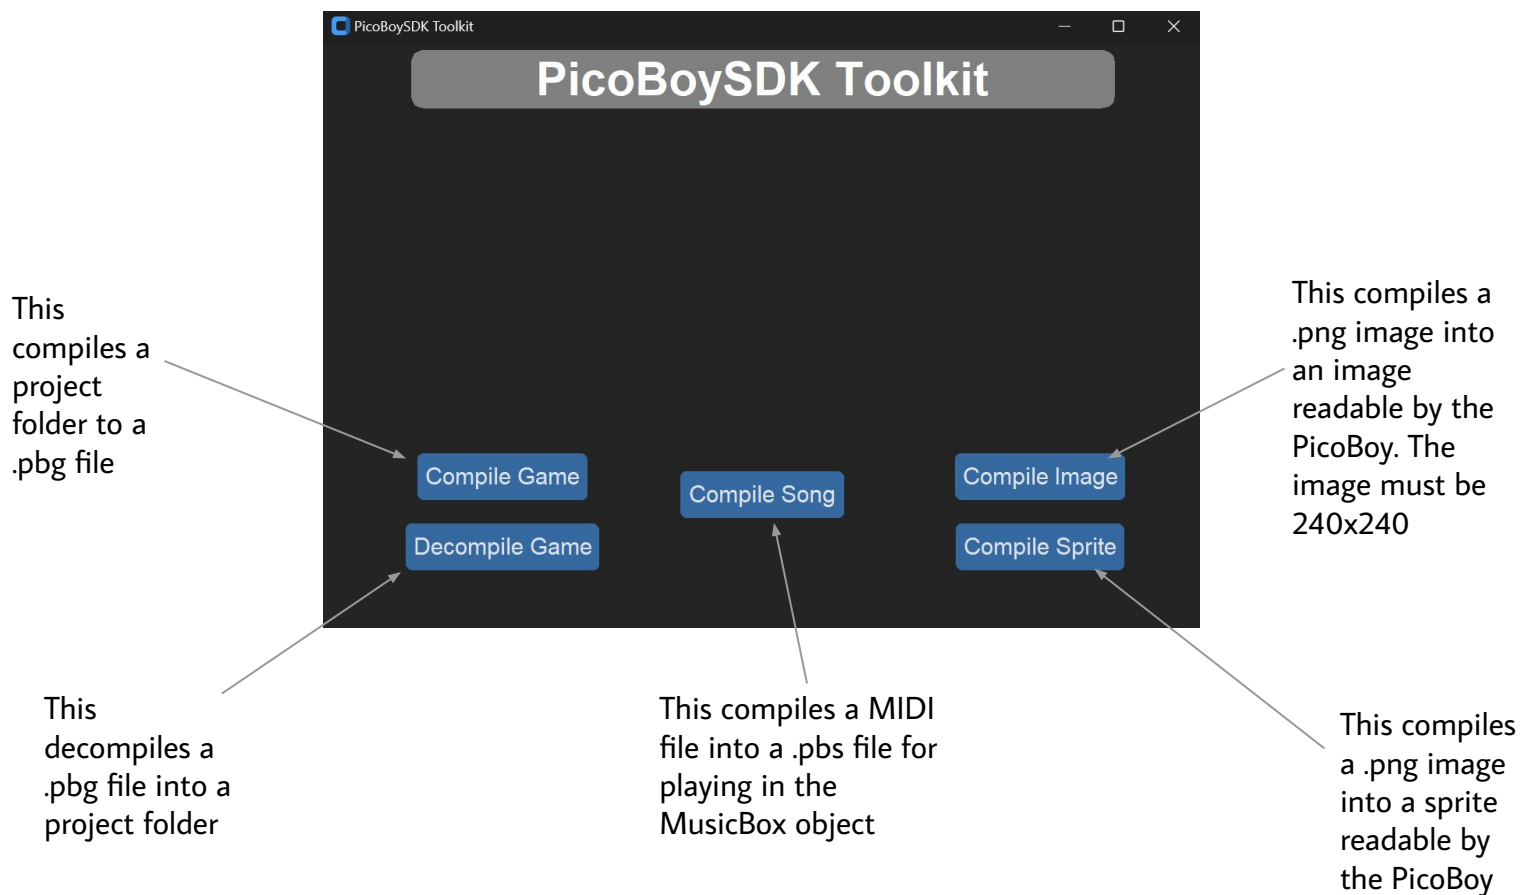 PicoBoySDK Toolkit
PicoBoySDK Toolkit
This
compiles a
project
folder to a
.pbg file
This compiles a
.png image into
an image
readable by the
PicoBoy. The
image must be
240x240
Compile Game
Compile Song
Compile Image
Decompile Game
Compile Sprite
This
decompiles a
.pbg file into a
project folder
This compiles a MIDI
file into a .pbs file for
playing in the
MusicBox object
This compiles
a .png image
into a sprite
readable by
the PicoBoy